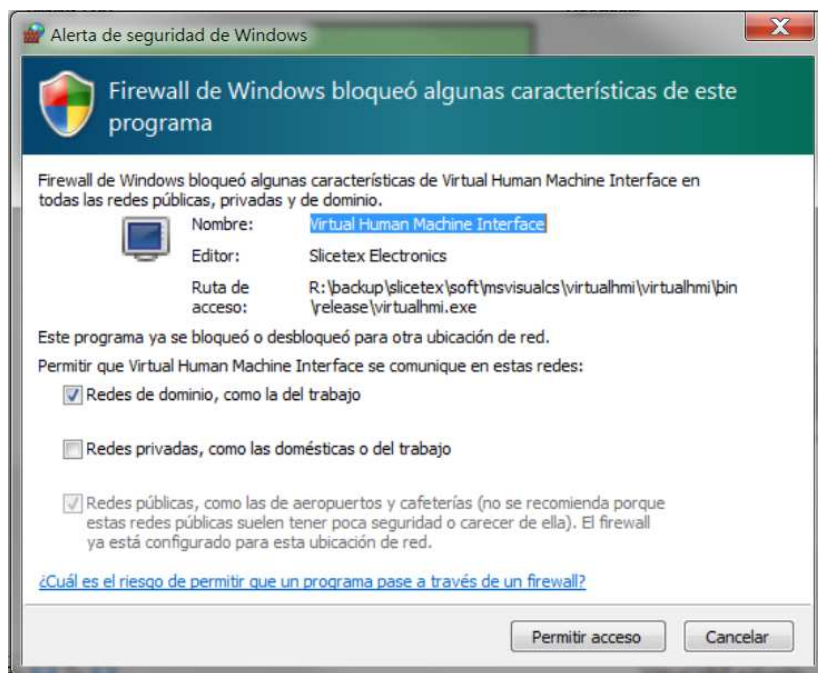 Alerta de seguridad de Windows
Firewall de Windows bloqueó algunas características de este
programa
Firewall de Windows bloqueó algunas características de Virtual Human Machine Interface en
todas las redes públicas, privadas y de dominio.
Nombre: Virtual Human Machine Interface
Editor: Slicetex Electronics
Ruta de R:\backup\slicetex\soft\msvisualcs\virtualhmi\virtualhmi\bin
acceso: \release\virtualhmi.exe
Este programa ya se bloqueó o desbloqueó para otra ubicación de red.
Permitir que Virtual Human Machine Interface se comunique en estas redes:
Redes de dominio, como la del trabajo
Redes privadas, como las domésticas o del trabajo
Redes públicas, como las de aeropuertos y cafeterías (no se recomienda porque
estas redes públicas suelen tener poca seguridad o carecer de ella). El firewall
ya está configurado para esta ubicación de red.
¿Cuál es el riesgo de permitir que un programa pase a través de un firewall?
Permitir acceso Cancelar